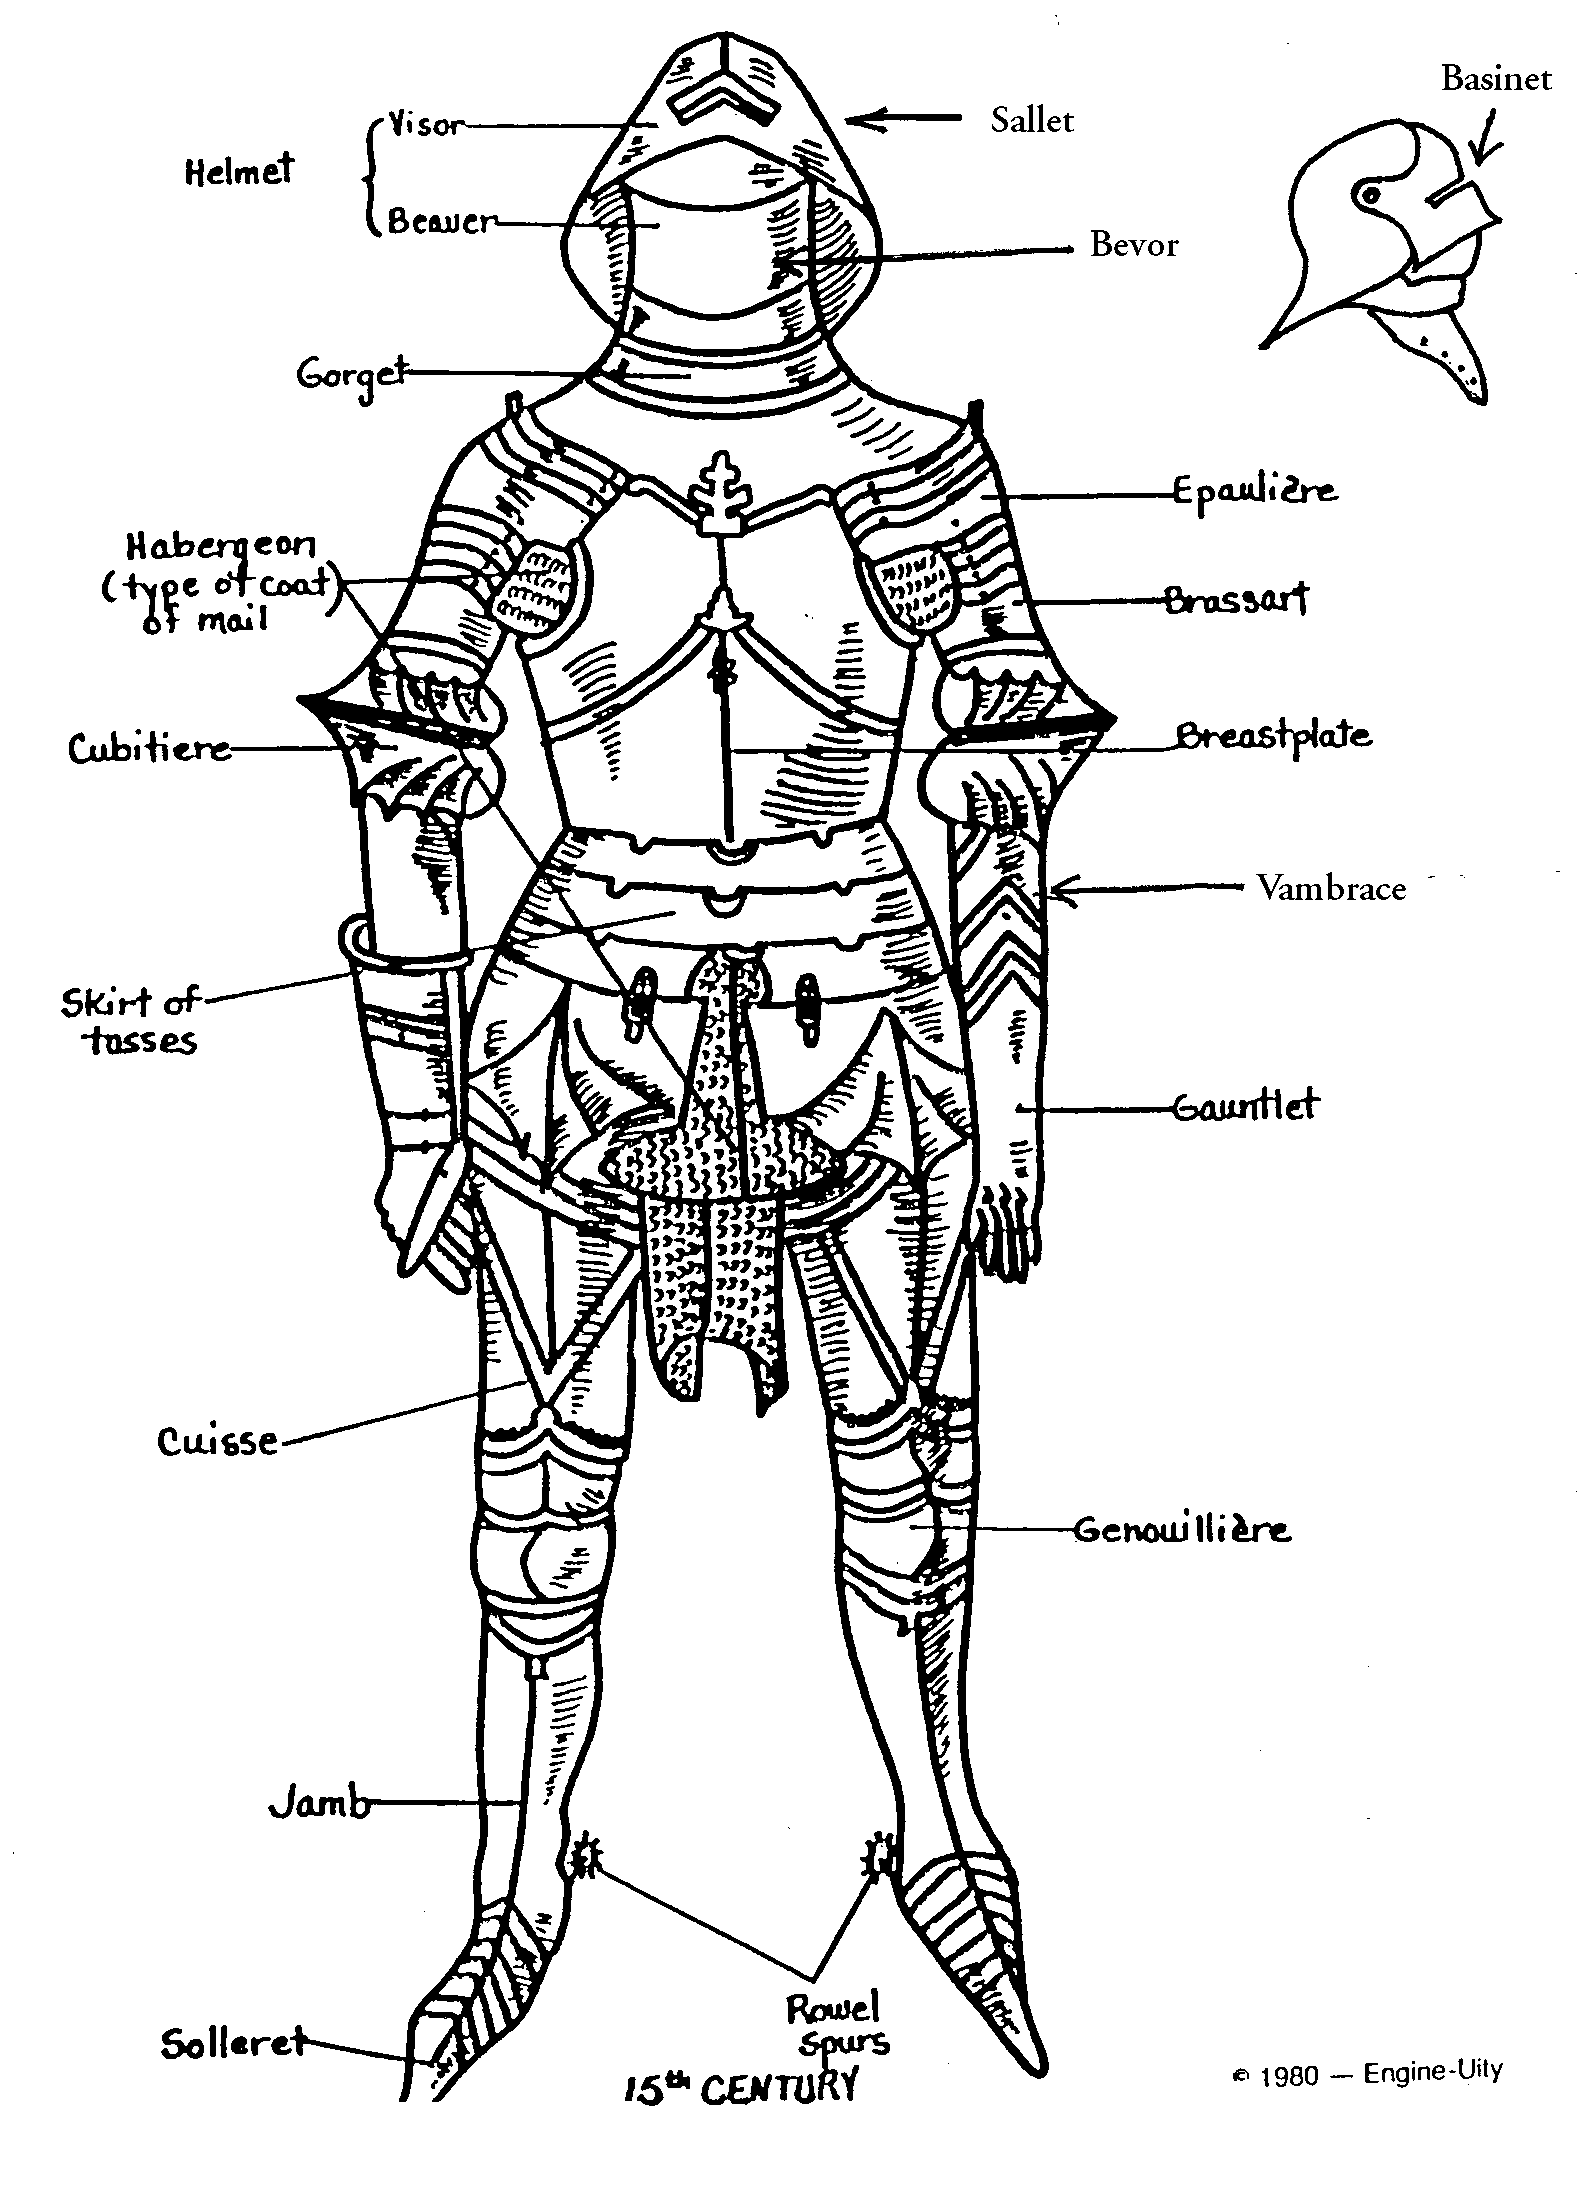 Basinet
Visor
Sallet
Helmet
Beaver
Bevor
Gorget
Epaulière
Habergeon
(type of coat)
of mail
Brassart
Cubitiere
Breastplate
Vambrace
Skirt of
tasses
Gauntlet
Cuisse
Genouillière
Jamb
Rowel
spurs
Solleret
15th CENTURY
© 1980 — Engine-Uity